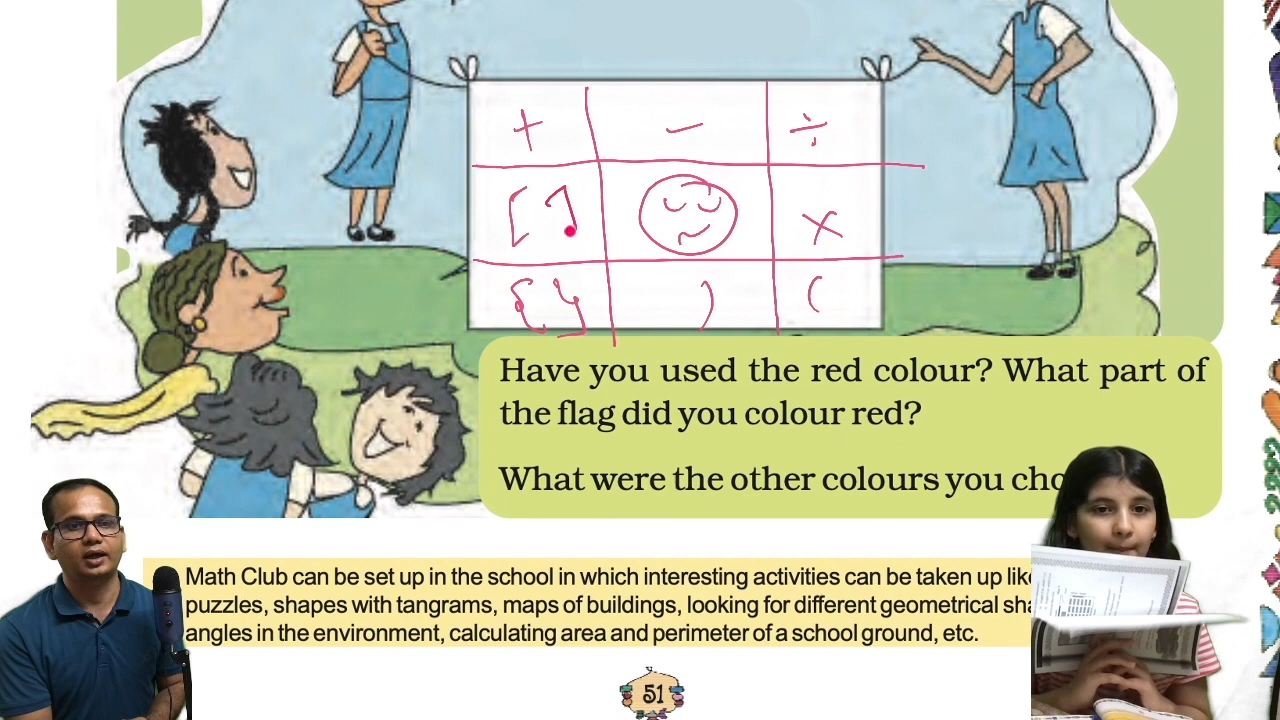 + - ÷
[ ] ×
{ } ) (
Have you used the red colour? What part of
the flag did you colour red?
What were the other colours you
Math Club can be set up in the school in which interesting activities can be taken up
puzzles, shapes with tangrams, maps of buildings, looking for different geometrical
angles in the environment, calculating area and perimeter of a school ground, etc.
51